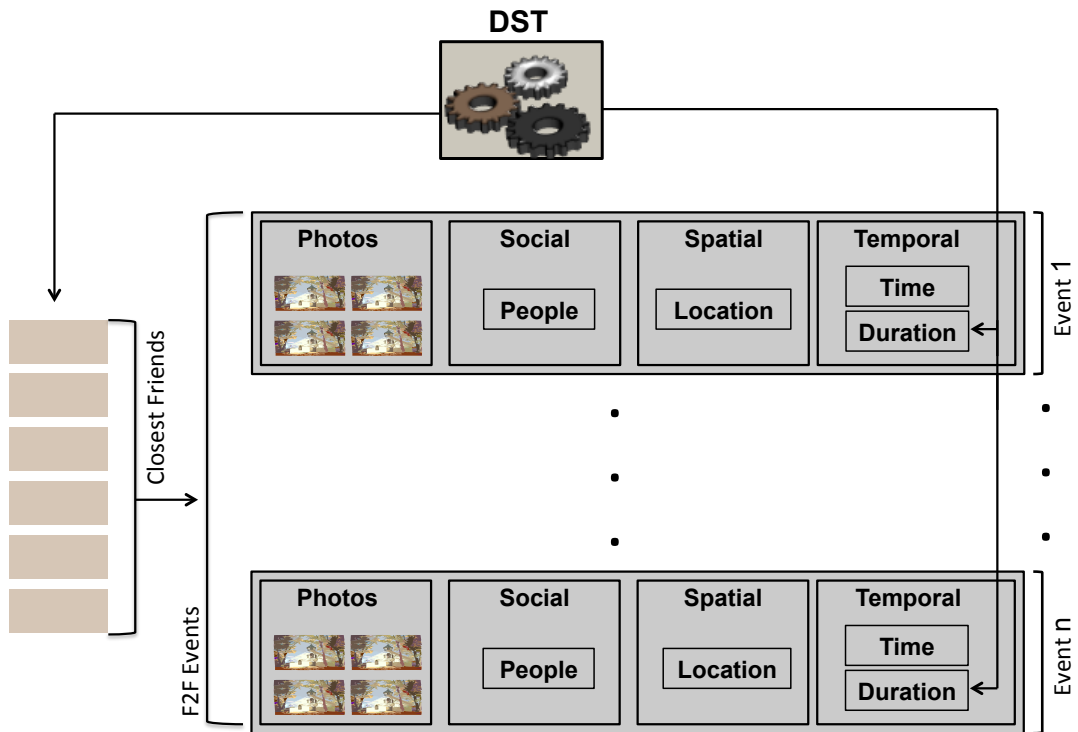 DST
Photos
Social
Spatial
Temporal
People
Location
Time
Duration
Event 1
Closest Friends
F2F Events
Photos
Social
Spatial
Temporal
People
Location
Time
Duration
Event n